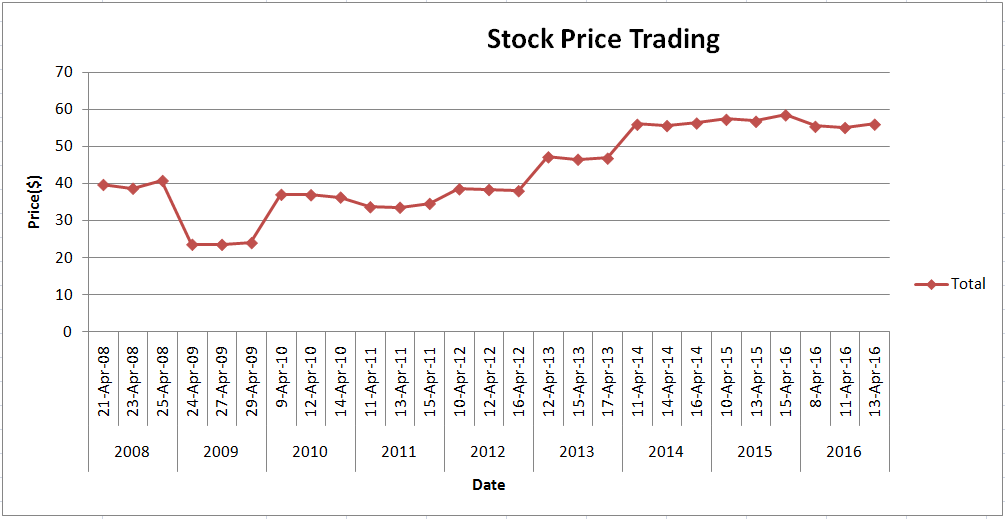 Stock Price Trading
70
60
50
40
30
20
10
0
Price($)
21-Apr-08
23-Apr-08
25-Apr-08
24-Apr-09
27-Apr-09
29-Apr-09
9-Apr-10
12-Apr-10
14-Apr-10
11-Apr-11
13-Apr-11
15-Apr-11
10-Apr-12
12-Apr-12
16-Apr-12
12-Apr-13
15-Apr-13
17-Apr-13
11-Apr-14
14-Apr-14
16-Apr-14
10-Apr-15
13-Apr-15
15-Apr-16
8-Apr-16
11-Apr-16
13-Apr-16
2008 2009 2010 2011 2012 2013 2014 2015 2016
Date
Total